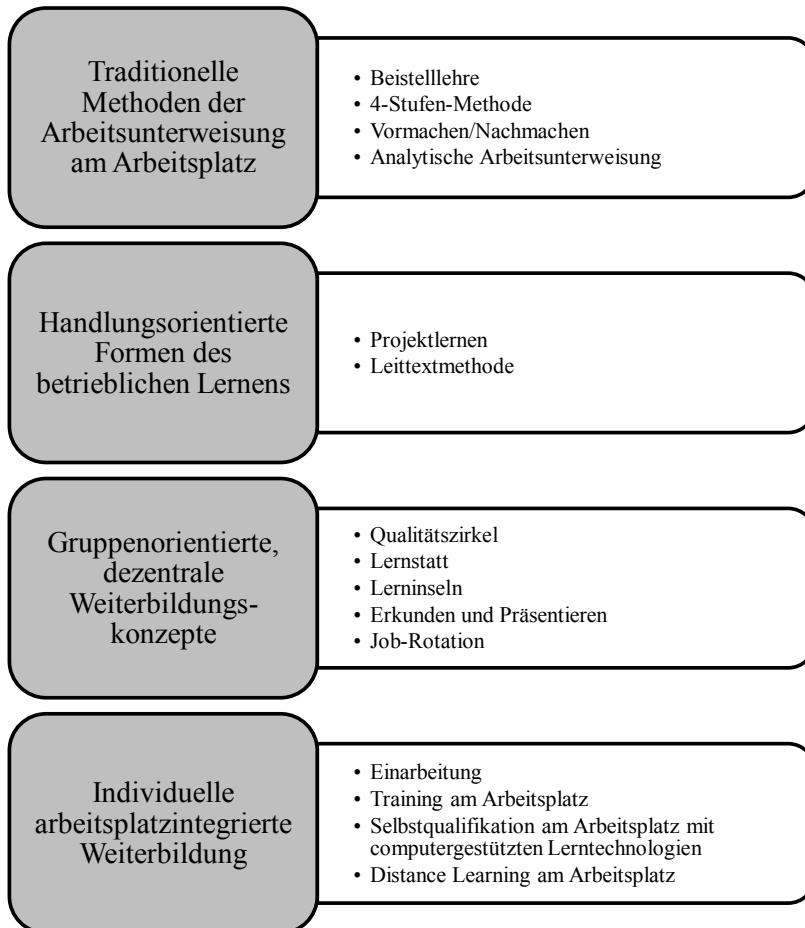 Traditionelle
Methoden der
Arbeitsunterweisung
am Arbeitsplatz
• Beistelllehre
• 4-Stufen-Methode
• Vormachen/Nachmachen
• Analytische Arbeitsunterweisung
Handlungsorientierte
Formen des
betrieblichen Lernens
• Projektlernen
• Leittextmethode
Gruppenorientierte,
dezentrale
Weiterbildungs-
konzepte
• Qualitätszirkel
• Lernstatt
• Lerninseln
• Erkunden und Präsentieren
• Job-Rotation
Individuelle
arbeitsplatzintegrierte
Weiterbildung
• Einarbeitung
• Training am Arbeitsplatz
• Selbstqualifikation am Arbeitsplatz mit
computergestützten Lerntechnologien
• Distance Learning am Arbeitsplatz